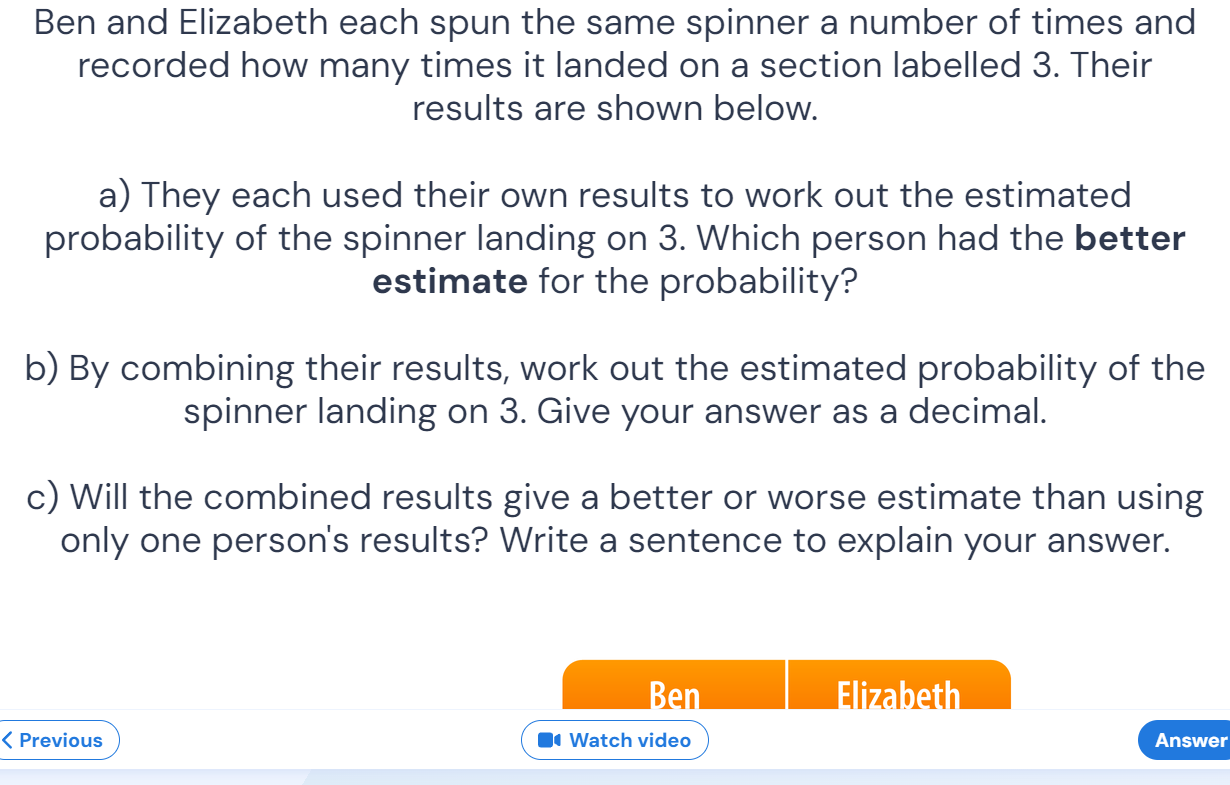 Ben and Elizabeth each spun the same spinner a number of times and
recorded how many times it landed on a section labelled 3. Their
results are shown below.
a) They each used their own results to work out the estimated
probability of the spinner landing on 3. Which person had the better
estimate for the probability?
b) By combining their results, work out the estimated probability of the
spinner landing on 3. Give your answer as a decimal.
c) Will the combined results give a better or worse estimate than using
only one person's results? Write a sentence to explain your answer.
Ben Elizabeth
Previous Watch video Answer